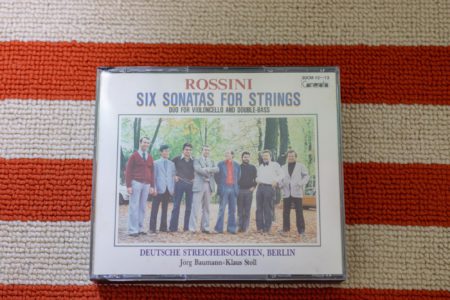 ROSSINI
SIX SONATAS FOR STRINGS
DUO FOR VIOLONCELLO AND DOUBLE-BASS
DEUTSCHE STREICHERSOLISTEN, BERLIN
Jörg Baumann-Klaus Stoll